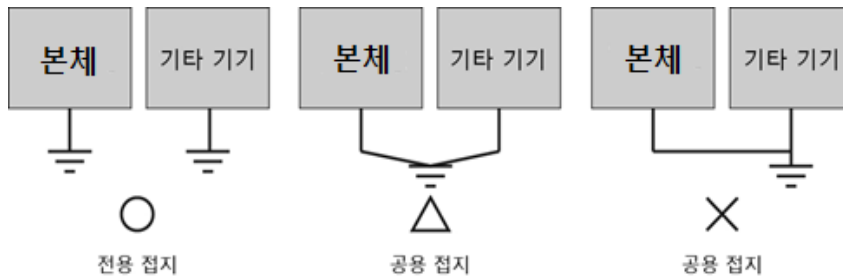 본체 기타 기기 본체 기타 기기 본체 기타 기기
전용 접지 공용 접지 공용 접지